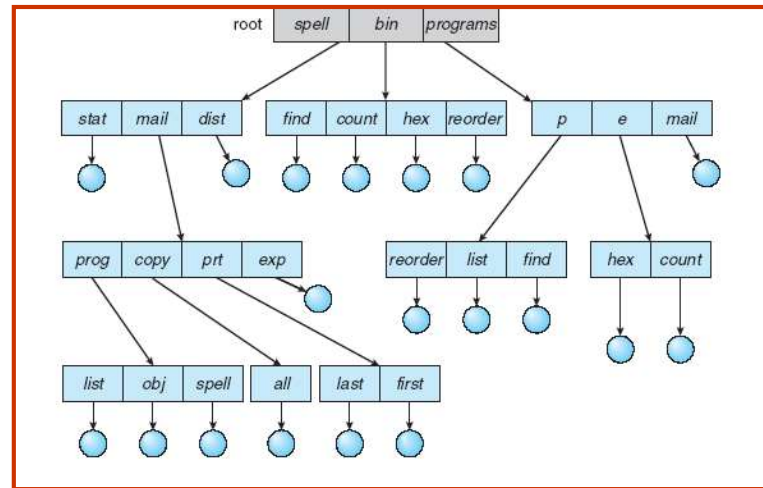 root spell bin programs
stat mail dist find count hex reorder p e mail
prog copy prt exp reorder list find hex count
list obj spell all last first